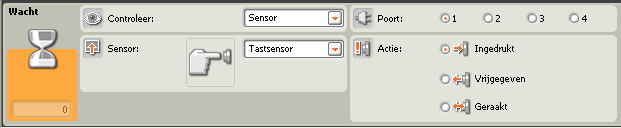 Wacht
0
Controleer: Sensor
Sensor: Tastsensor
Poort: 1 2 3 4
Actie: Ingedrukt
Vrijgegeven
Geraakt